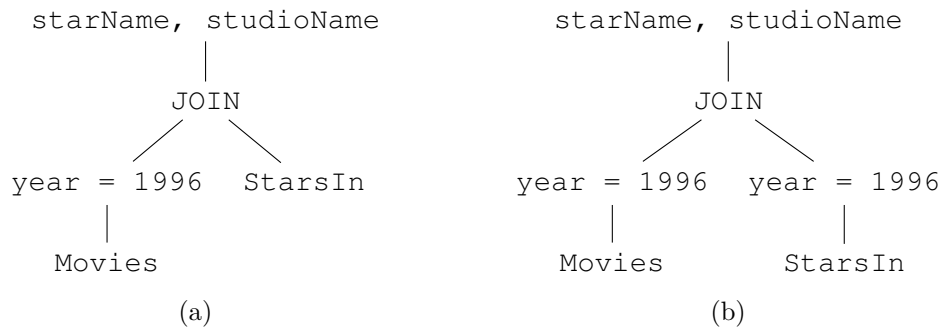 starName, studioName
JOIN
year = 1996 StarsIn
Movies
(a)
starName, studioName
JOIN
year = 1996 year = 1996
Movies StarsIn
(b)